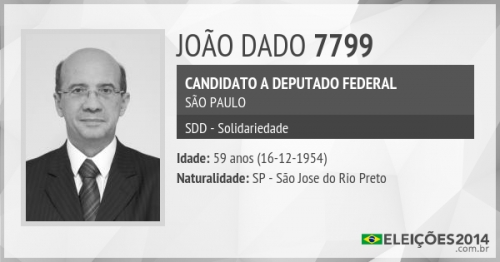 JOÃO DADO 7799
CANDIDATO A DEPUTADO FEDERAL
SÃO PAULO
SDD - Solidariedade
Idade: 59 anos (16-12-1954)
Naturalidade: SP - São Jose do Rio Preto
ELEIÇÕES2014
.com.br